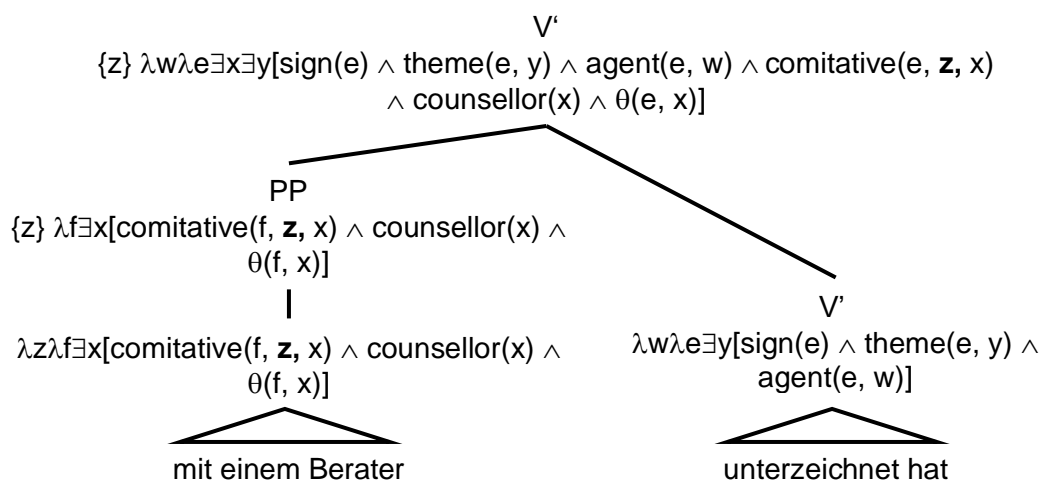 V‘
{z} λwλe∃x∃y[sign(e) ∧ theme(e, y) ∧ agent(e, w) ∧ comitative(e, z, x)
∧ counsellor(x) ∧ θ(e, x)]
PP
{z} λf∃x[comitative(f, z, x) ∧ counsellor(x) ∧
θ(f, x)]
V’
λzλf∃x[comitative(f, z, x) ∧ counsellor(x) ∧
θ(f, x)]
λwλe∃y[sign(e) ∧ theme(e, y) ∧
agent(e, w)]
mit einem Berater
unterzeichnet hat